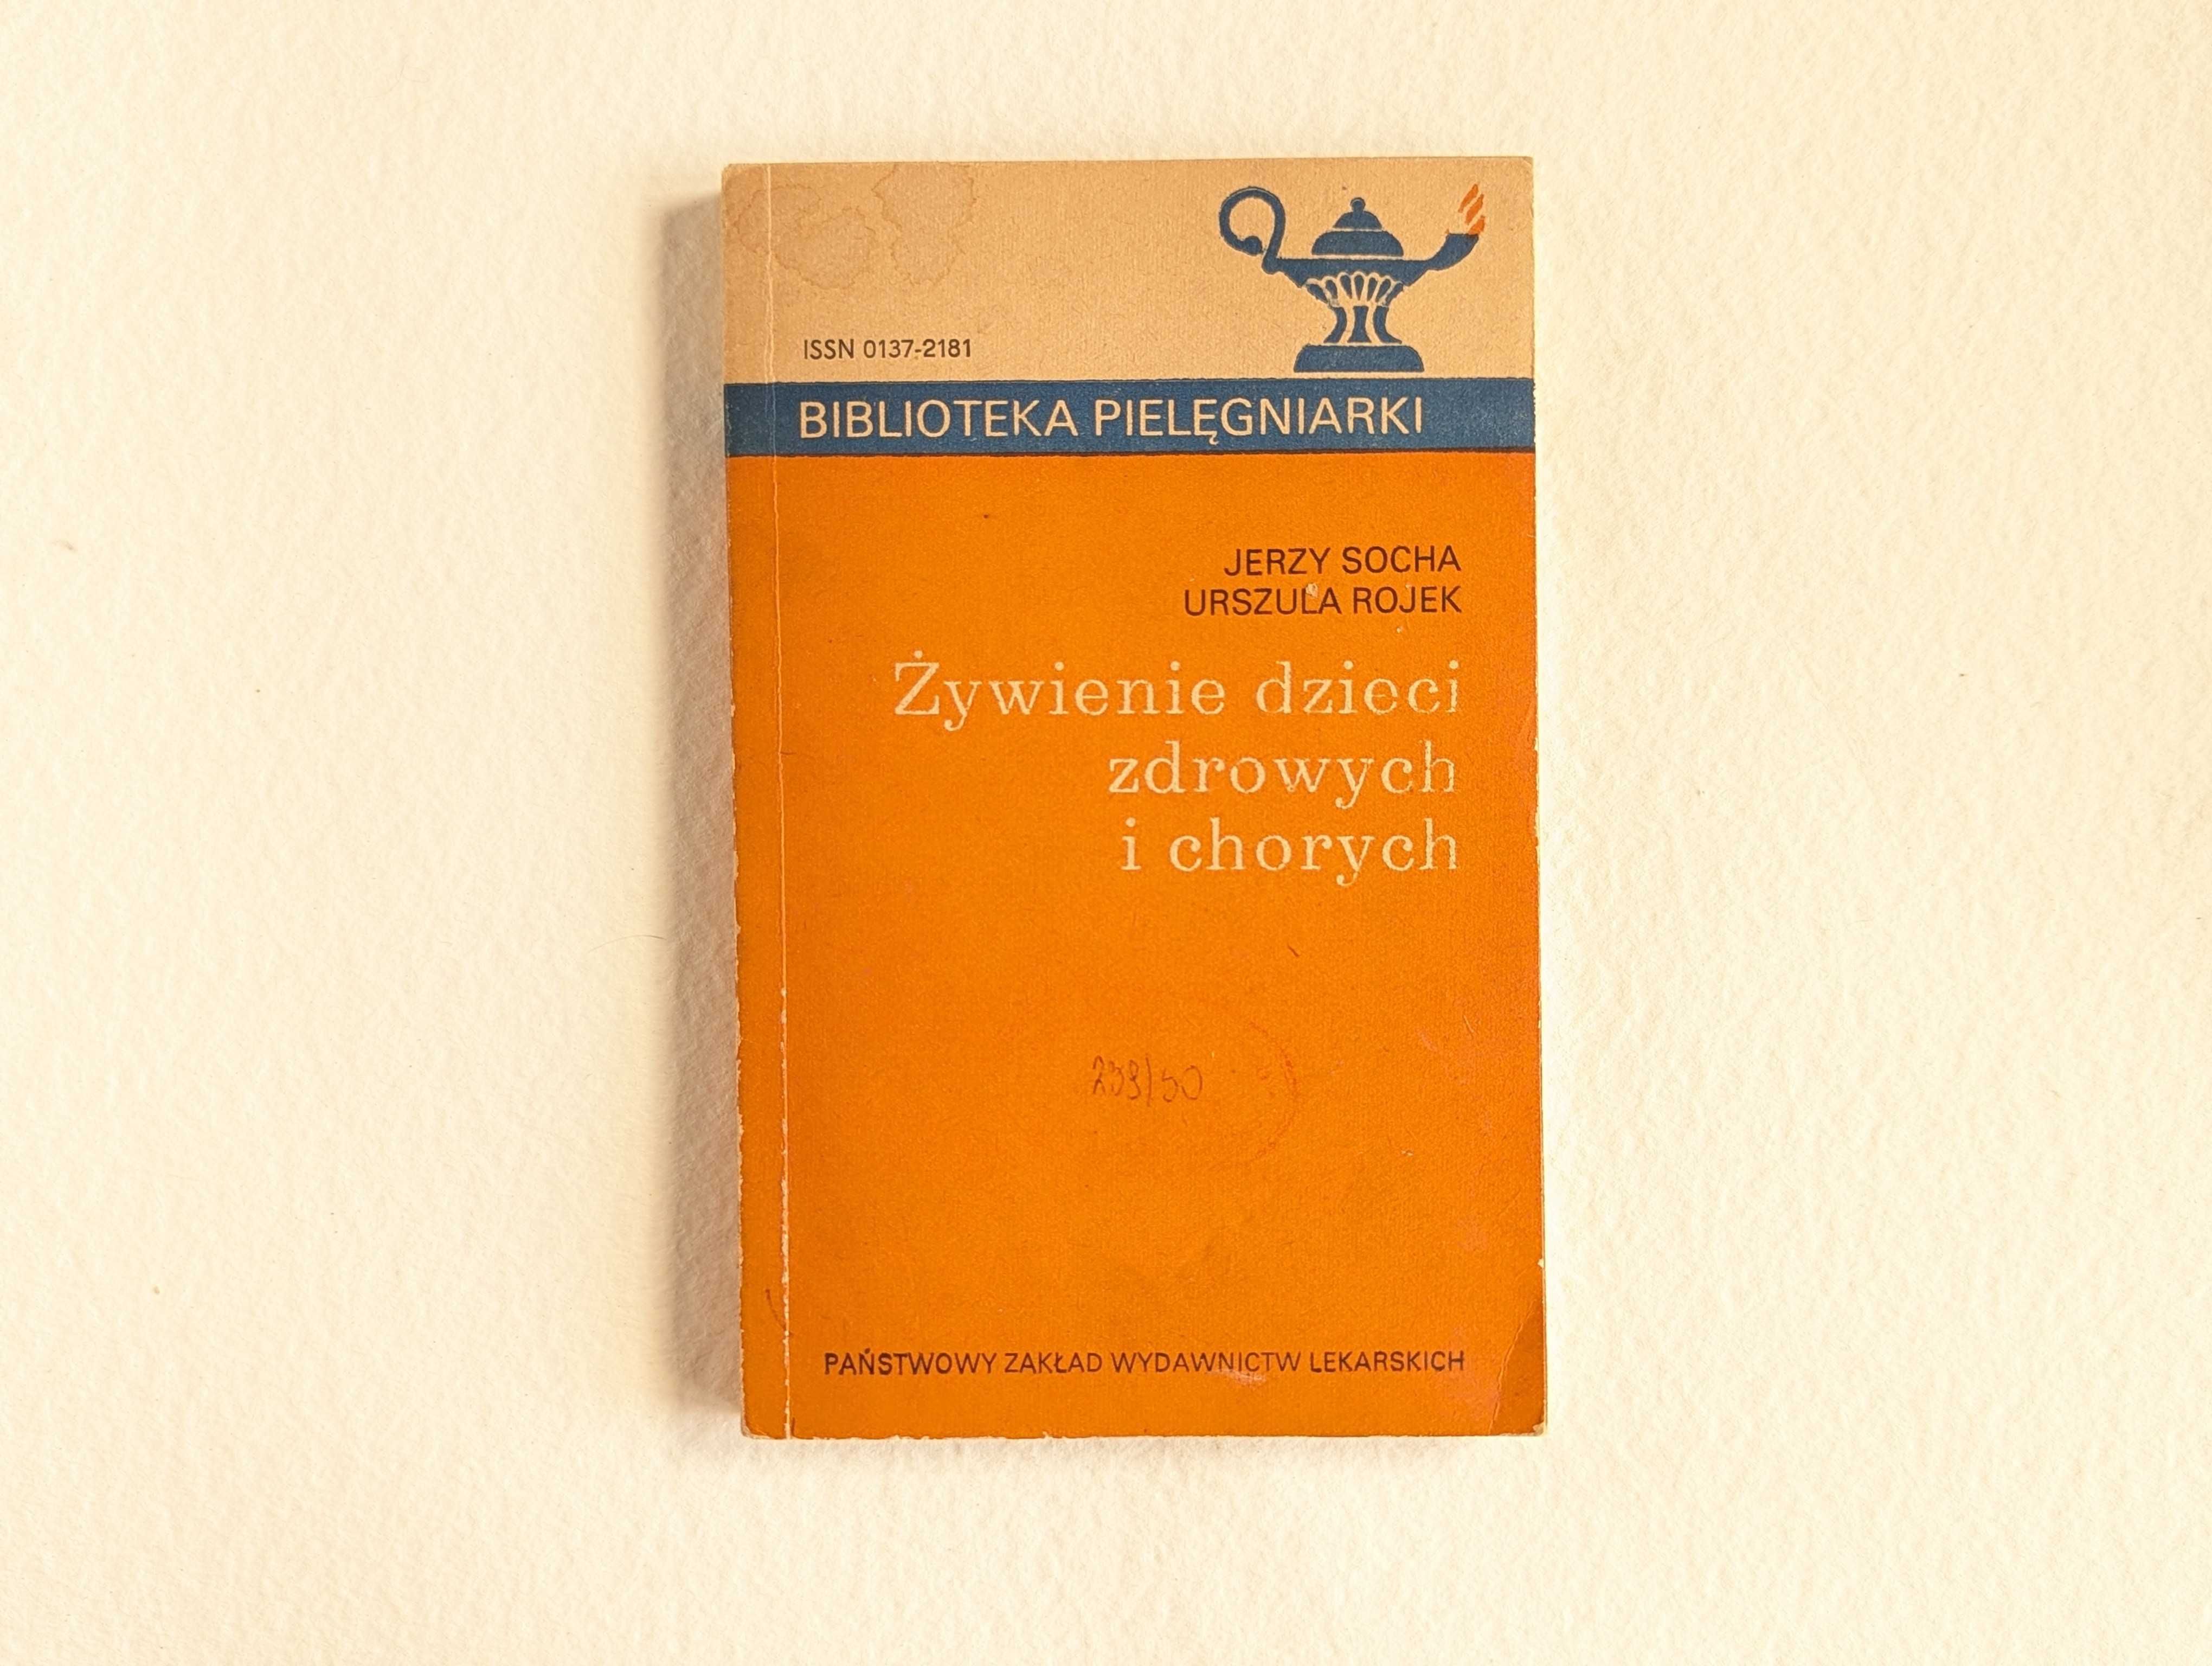 ISSN 0137-2181
BIBLIOTEKA PIELĘGNIARKI
JERZY SOCHA
URSZULA ROJEK
Żywienie dzieci
zdrowych
i chorych
PAŃSTWOWY ZAKŁAD WYDAWNICTW LEKARSKICH